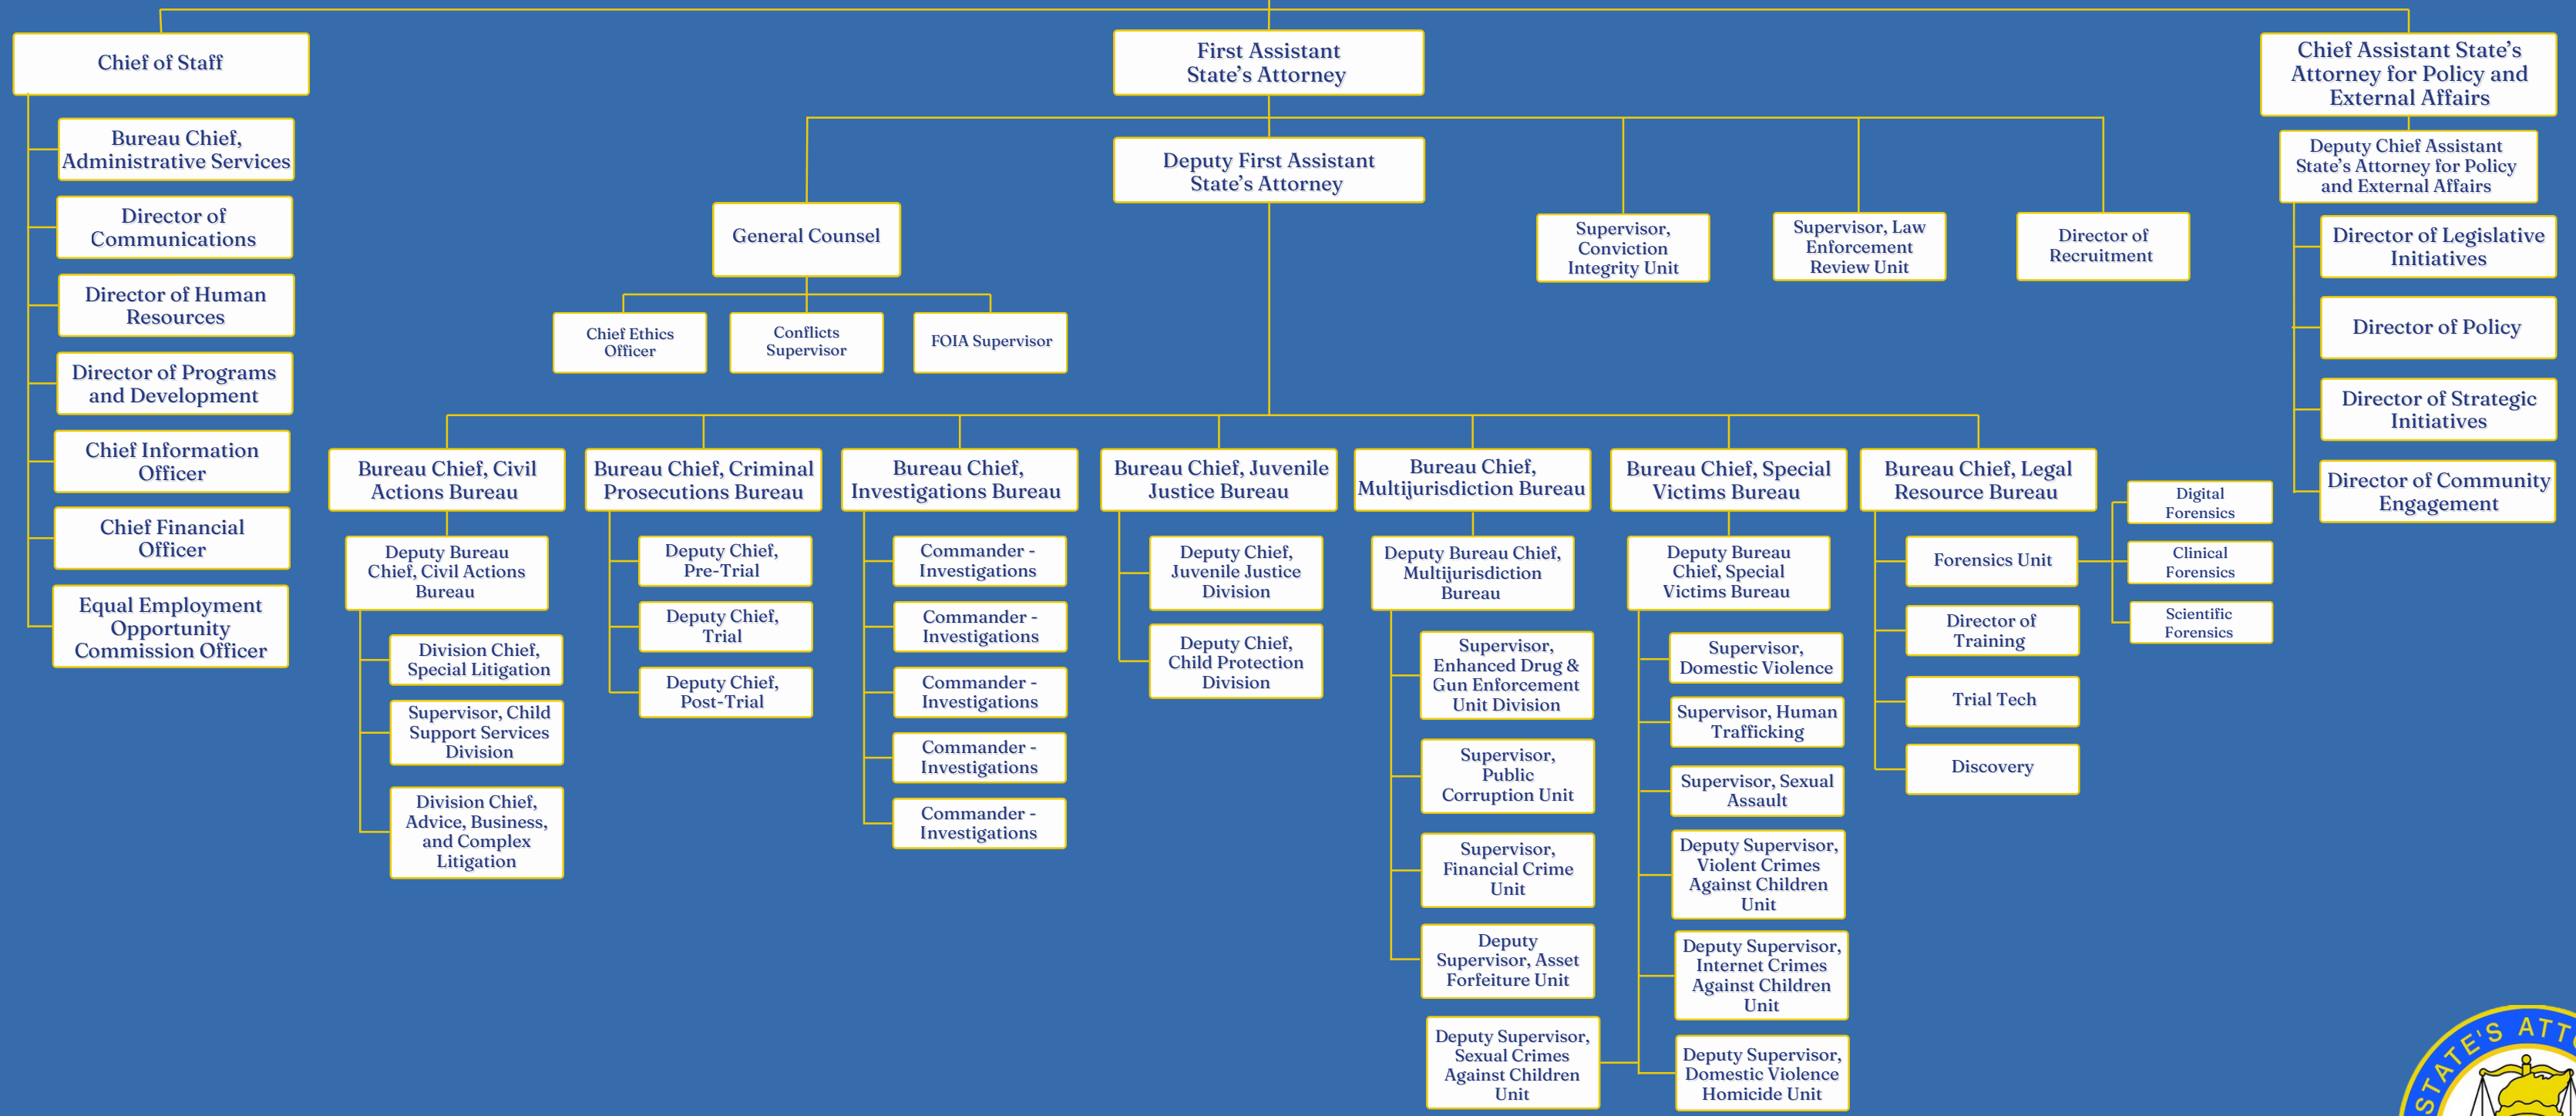 Chief of Staff
First Assistant
State’s Attorney
Chief Assistant State’s
Attorney for Policy and
External Affairs
Bureau Chief,
Administrative Services
Director of
Communications
Director of Human
Resources
Director of Programs
and Development
Chief Information
Officer
Chief Financial
Officer
Equal Employment
Opportunity
Commission Officer
Deputy First Assistant
State’s Attorney
General Counsel
Chief Ethics
Officer
Conflicts
Supervisor
FOIA Supervisor
Supervisor,
Conviction
Integrity Unit
Supervisor, Law
Enforcement
Review Unit
Director of
Recruitment
Deputy Chief Assistant
State’s Attorney for Policy
and External Affairs
Director of Legislative
Initiatives
Director of Policy
Director of Strategic
Initiatives
Director of Community
Engagement
Bureau Chief, Civil
Actions Bureau
Deputy Bureau
Chief, Civil Actions
Bureau
Division Chief,
Special Litigation
Supervisor, Child
Support Services
Division
Division Chief,
Advice, Business,
and Complex
Litigation
Bureau Chief, Criminal
Prosecutions Bureau
Deputy Chief,
Pre-Trial
Deputy Chief,
Trial
Deputy Chief,
Post-Trial
Bureau Chief,
Investigations Bureau
Commander -
Investigations
Commander -
Investigations
Commander -
Investigations
Commander -
Investigations
Commander -
Investigations
Bureau Chief, Juvenile
Justice Bureau
Deputy Chief,
Juvenile Justice
Division
Deputy Chief,
Child Protection
Division
Bureau Chief,
Multijurisdiction Bureau
Deputy Bureau Chief,
Multijurisdiction
Bureau
Supervisor,
Enhanced Drug &
Gun Enforcement
Unit Division
Supervisor,
Public
Corruption Unit
Supervisor,
Financial Crime
Unit
Deputy
Supervisor, Asset
Forfeiture Unit
Bureau Chief, Special
Victims Bureau
Deputy Bureau
Chief, Special
Victims Bureau
Supervisor,
Domestic Violence
Supervisor, Human
Trafficking
Supervisor, Sexual
Assault
Deputy Supervisor,
Violent Crimes
Against Children
Unit
Deputy Supervisor,
Internet Crimes
Against Children
Unit
Deputy Supervisor,
Sexual Crimes
Against Children
Unit
Deputy Supervisor,
Domestic Violence
Homicide Unit
Bureau Chief, Legal
Resource Bureau
Forensics Unit
Digital
Forensics
Clinical
Forensics
Scientific
Forensics
Director of
Training
Trial Tech
Discovery
STATE'S